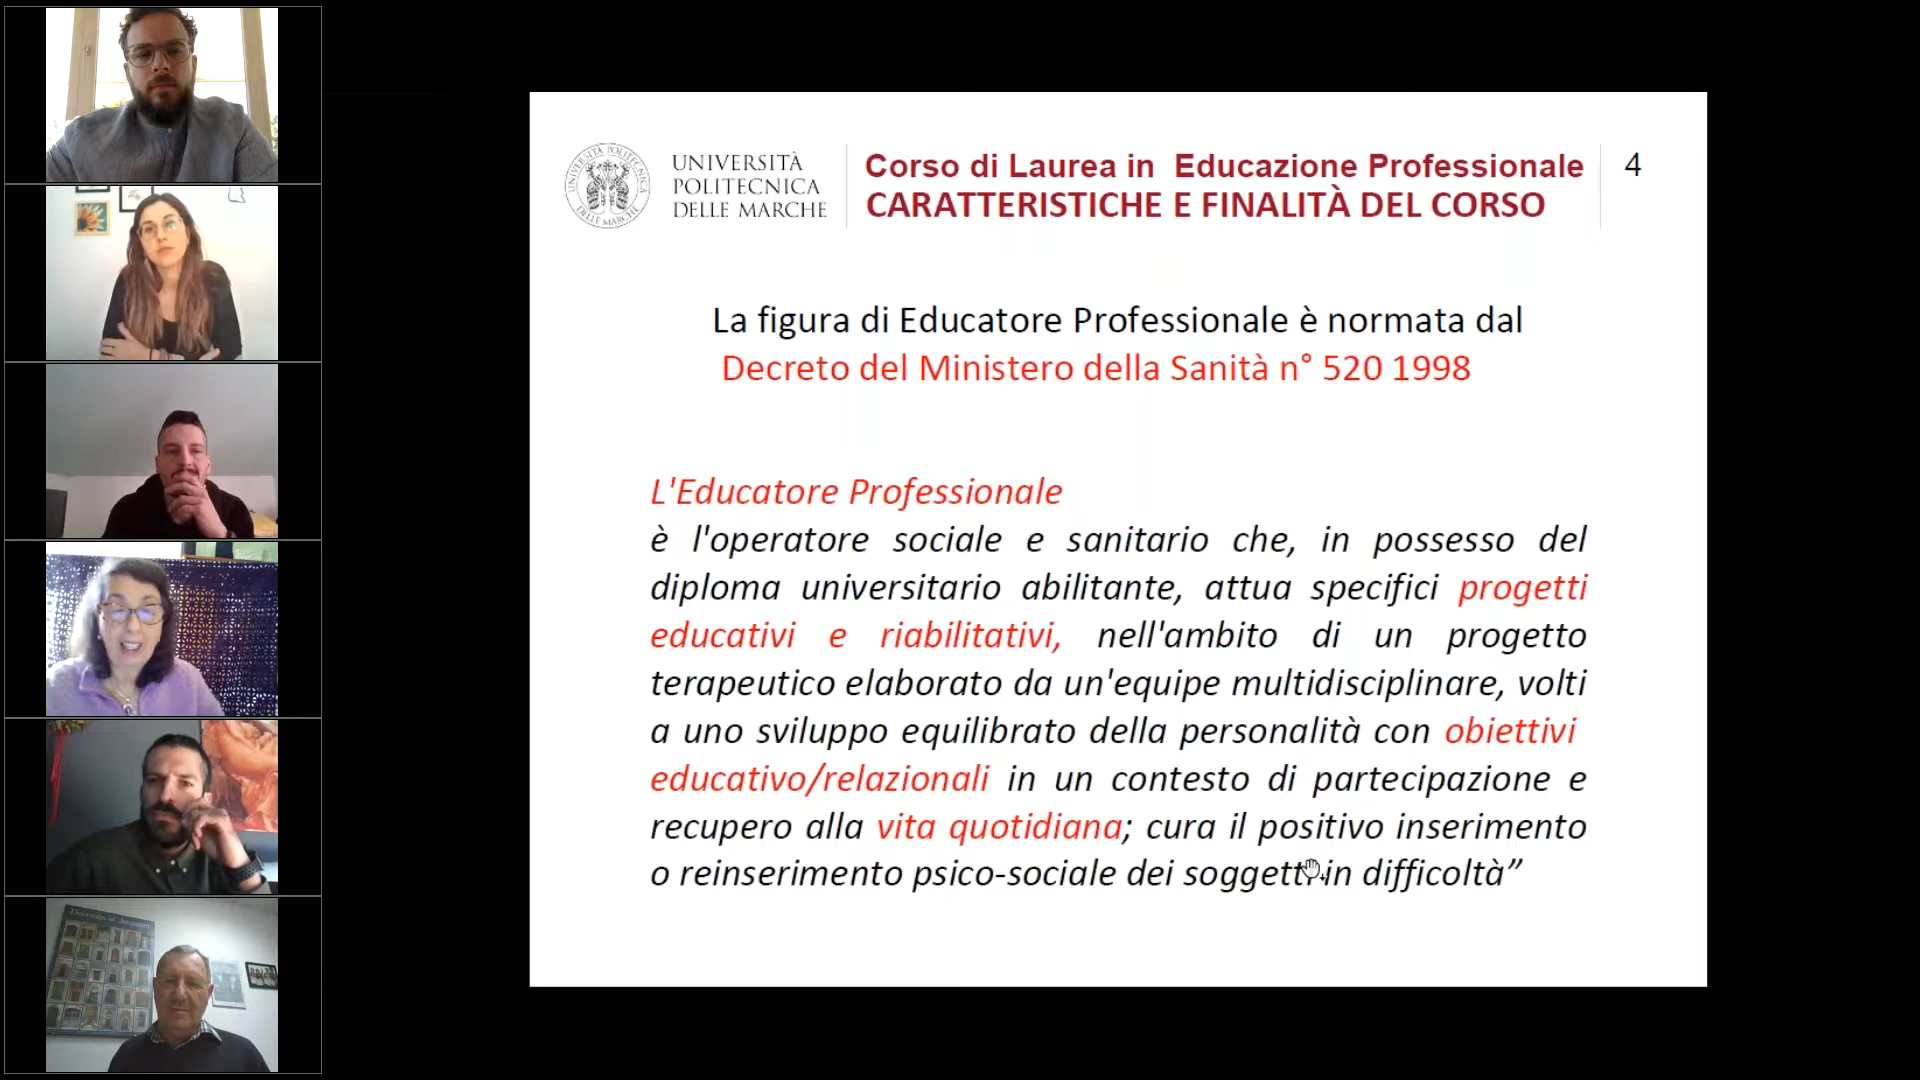 UNIVERSITÀ
POLITECNICA
DELLE MARCHE
Corso di Laurea in Educazione Professionale
CARATTERISTICHE E FINALITÀ DEL CORSO
4
La figura di Educatore Professionale è normata dal
Decreto del Ministero della Sanità n° 520 1998
L'Educatore Professionale
è l'operatore sociale e sanitario che, in possesso del
diploma universitario abilitante, attua specifici progetti
educativi e riabilitativi, nell'ambito di un progetto
terapeutico elaborato da un'equipe multidisciplinare, volti
a uno sviluppo equilibrato della personalità con obiettivi
educativo/relazionali in un contesto di partecipazione e
recupero alla vita quotidiana; cura il positivo inserimento
o reinserimento psico-sociale dei soggetti in difficoltà”
Doorways of Jerusalem